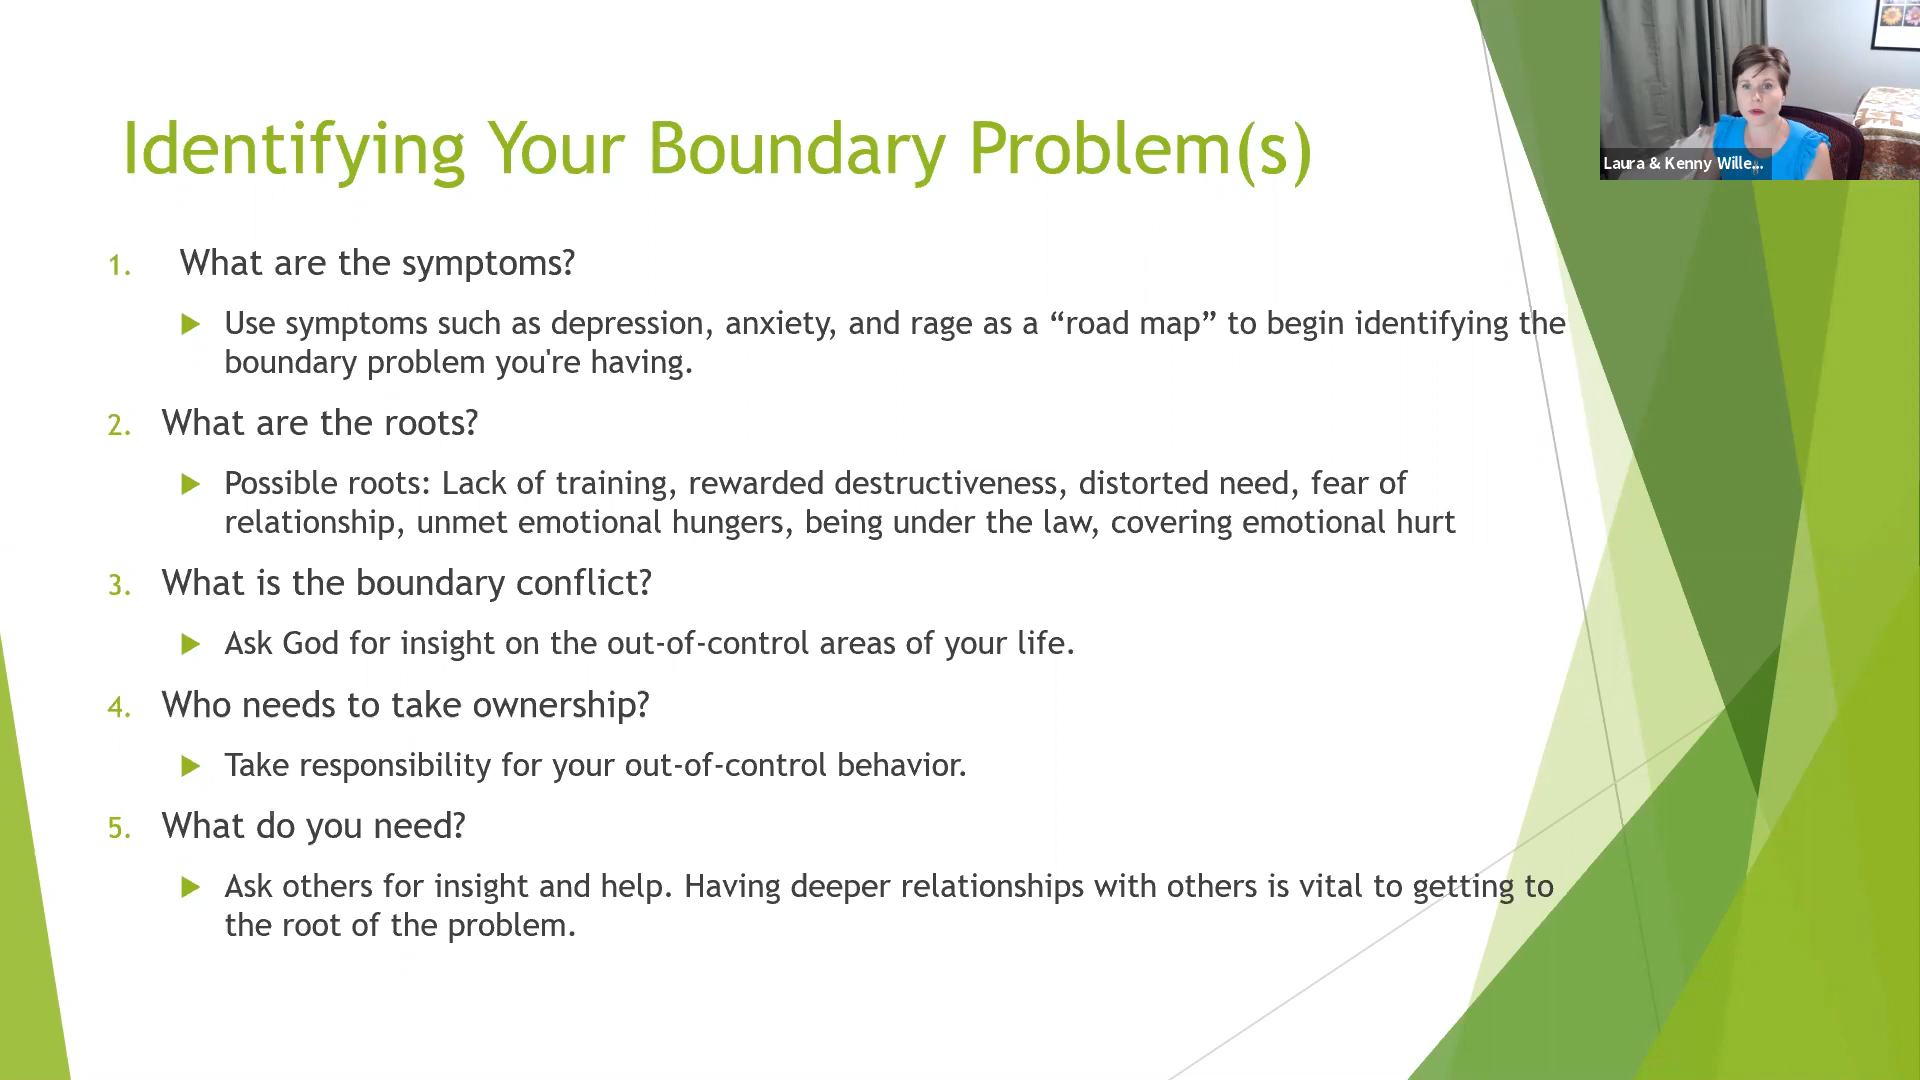 Identifying Your Boundary Problem(s)
Laura & Kenny Wille...
1. What are the symptoms?
Use symptoms such as depression, anxiety, and rage as a “road map” to begin identifying the
boundary problem you're having.
2. What are the roots?
Possible roots: Lack of training, rewarded destructiveness, distorted need, fear of
relationship, unmet emotional hungers, being under the law, covering emotional hurt
3. What is the boundary conflict?
Ask God for insight on the out-of-control areas of your life.
4. Who needs to take ownership?
Take responsibility for your out-of-control behavior.
5. What do you need?
Ask others for insight and help. Having deeper relationships with others is vital to getting to
the root of the problem.